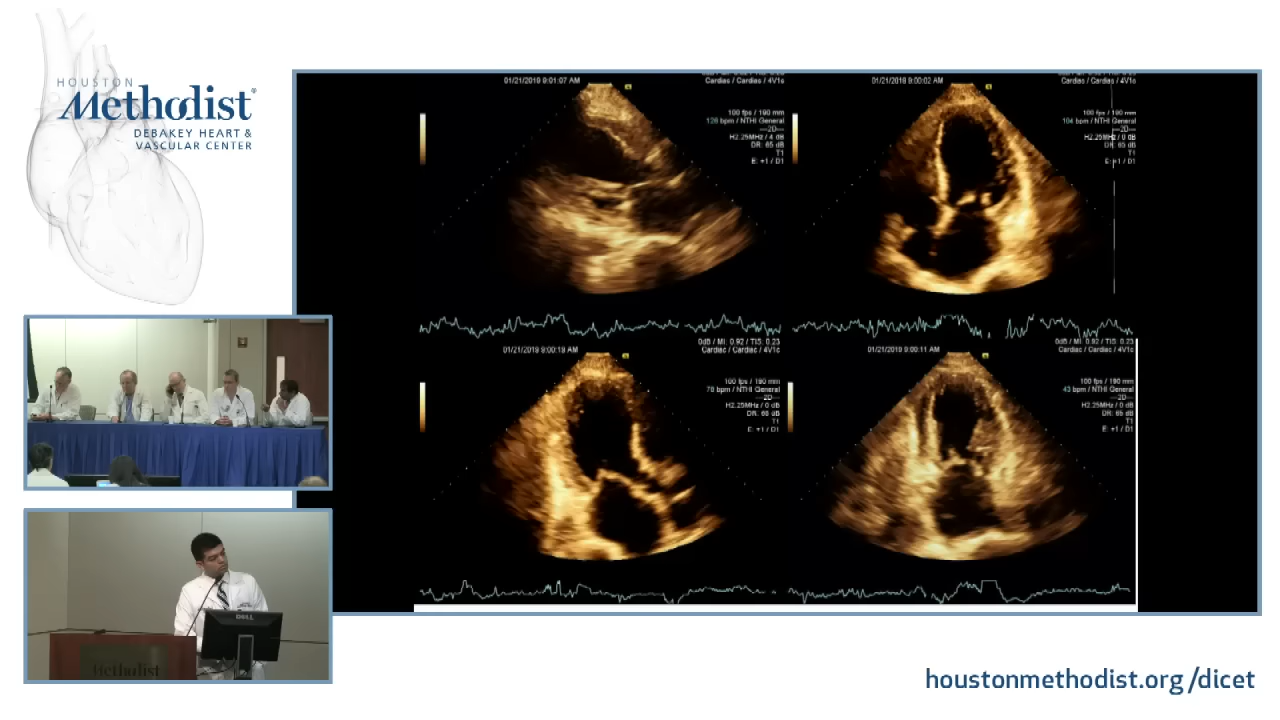 HOUSTON
Methodist®
DEBAKEY HEART &
VASCULAR CENTER
01/21/2019 9:01:07 AM
Cardiac / Cardiac / 4V1s
100 fps / 190 mm
126 bpm / NTHI General
2D
H2.25MHz / 4 dB
DR: 65 dB
T1
E: +1 / D1
01/21/2019 9:00:02 AM
Cardiac / Cardiac / 4V1c
100 fps / 190 mm
104 bpm / NTHI General
2D
H2.25MHz / 0 dB
DR: 65 dB
T1
E: +1 / D1
0dB / MI: 0.92 / TIS: 0.23
Cardiac / Cardiac / 4V1c
01/21/2019 9:00:19 AM
100 fps / 190 mm
78 bpm / NTHI General
2D
H2.25MHz / 0 dB
DR: 66 dB
T1
E: +1 / D1
0dB / MI: 0.92 / TIS: 0.23
Cardiac / Cardiac / 4V1c
01/21/2019 9:00:11 AM
100 fps / 190 mm
43 bpm / NTHI General
2D
H2.25MHz / 0 dB
DR: 65 dB
T1
E: +1 / D1
DELL
Methodist
houstonmethodist.org/dicet